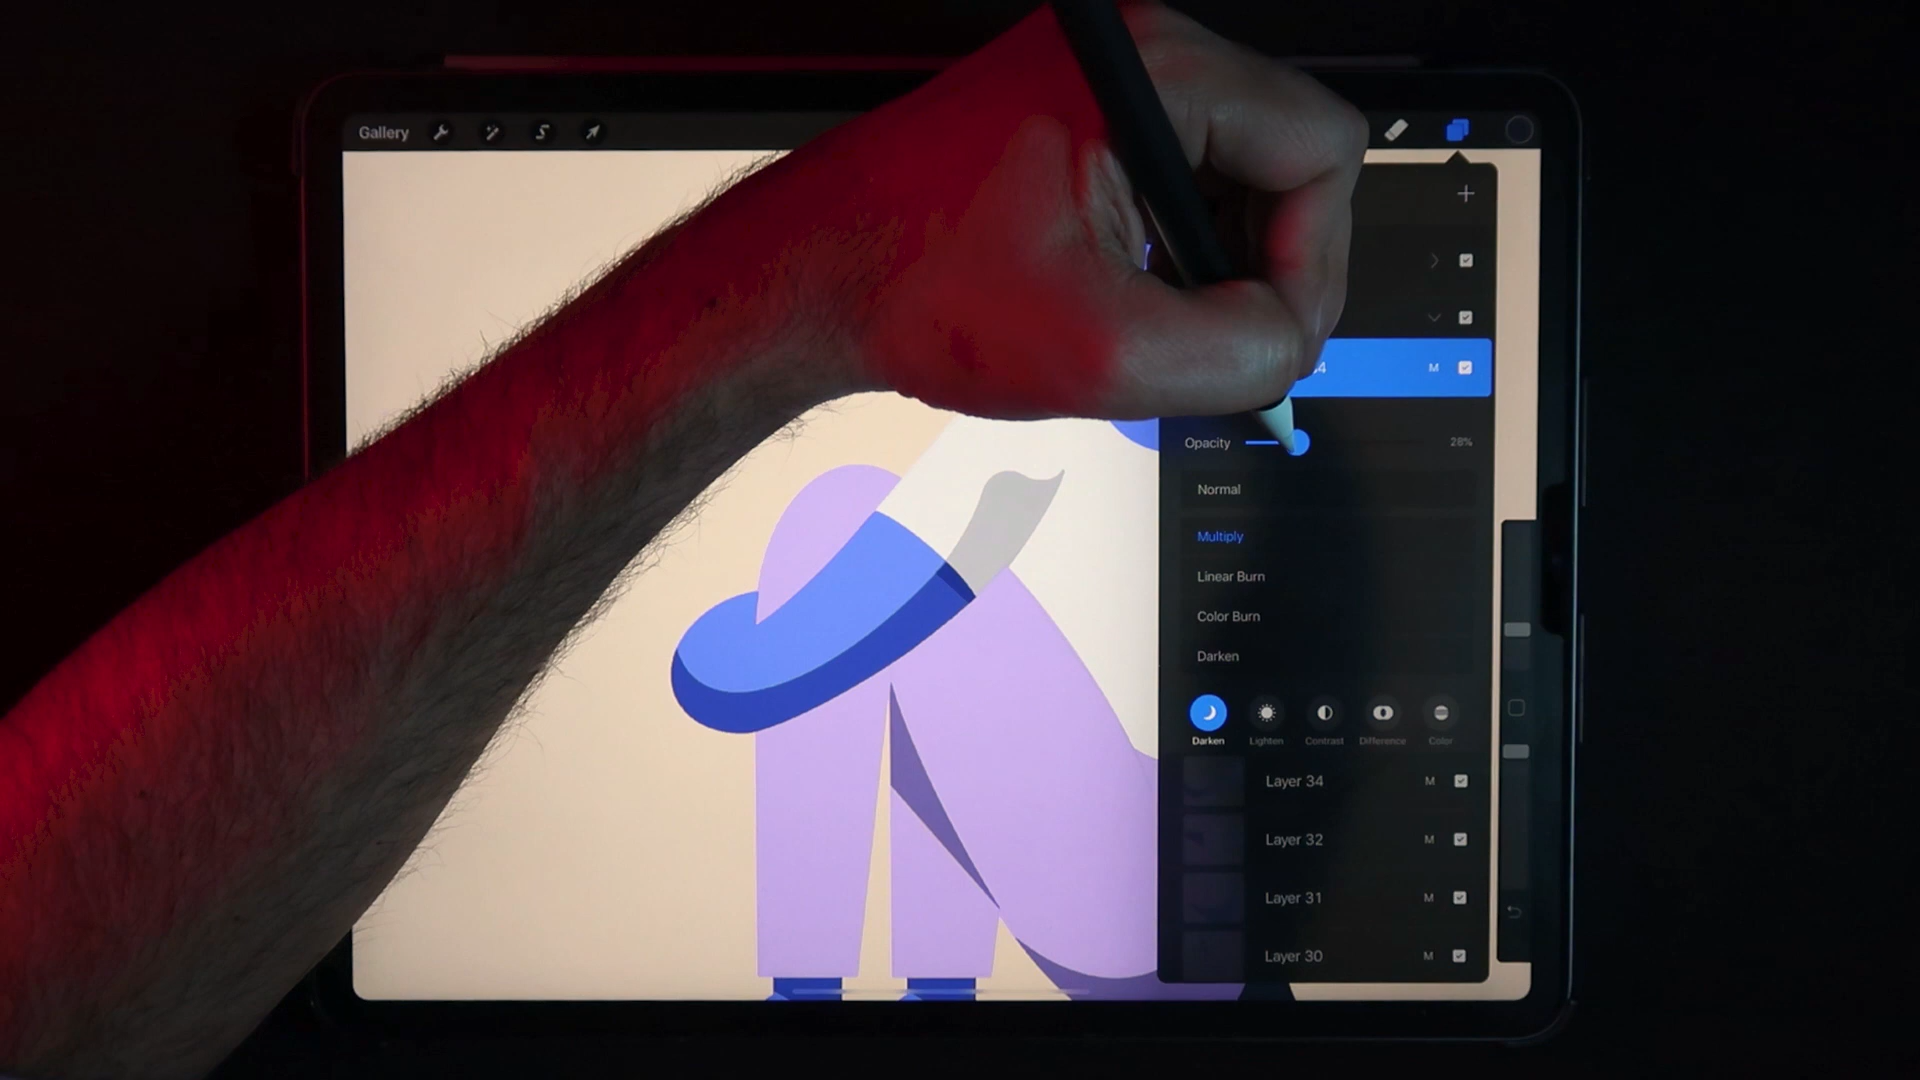 Gallery
M
Opacity 28%
Normal
Multiply
Linear Burn
Color Burn
Darken
Darken Lighten Contrast Difference Color
Layer 34 M
Layer 32 M
Layer 31 M
Layer 30 M